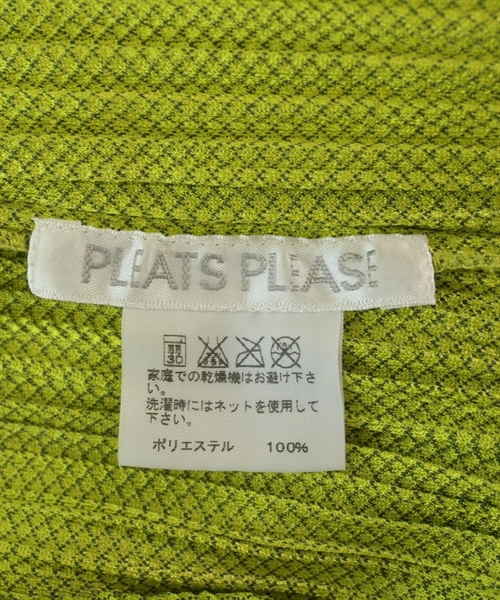 PLEATS PLEASE
弱
30
家庭での乾燥機はお避け下さ
い。
洗濯時にはネットを使用して
下さい。
ポリエステル 100%